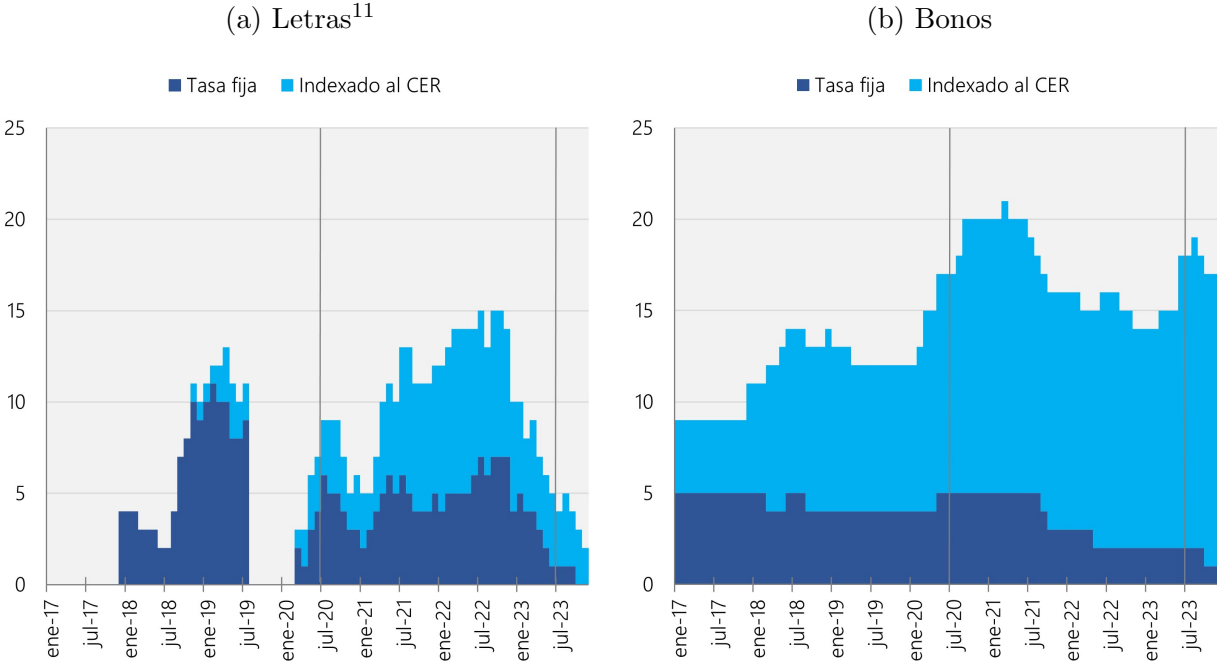 (a) Letras11
Tasa fija Indexado al CER
25
20
15
10
5
0
ene-17
jul-17
ene-18
jul-18
ene-19
jul-19
ene-20
jul-20
ene-21
jul-21
ene-22
jul-22
ene-23
jul-23
(b) Bonos
Tasa fija Indexado al CER
25
20
15
10
5
0
ene-17
jul-17
ene-18
jul-18
ene-19
jul-19
ene-20
jul-20
ene-21
jul-21
ene-22
jul-22
ene-23
jul-23